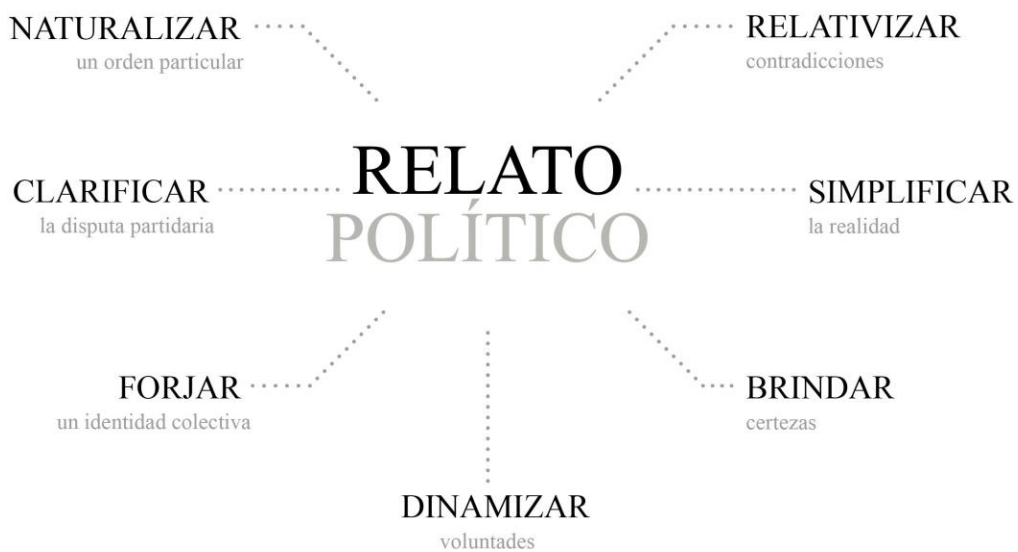 NATURALIZAR
un orden particular
RELATIVIZAR
contradicciones
RELATO
POLÍTICO
CLARIFICAR
la disputa partidaria
SIMPLIFICAR
la realidad
FORJAR
un identidad colectiva
BRINDAR
certezas
DINAMIZAR
voluntades